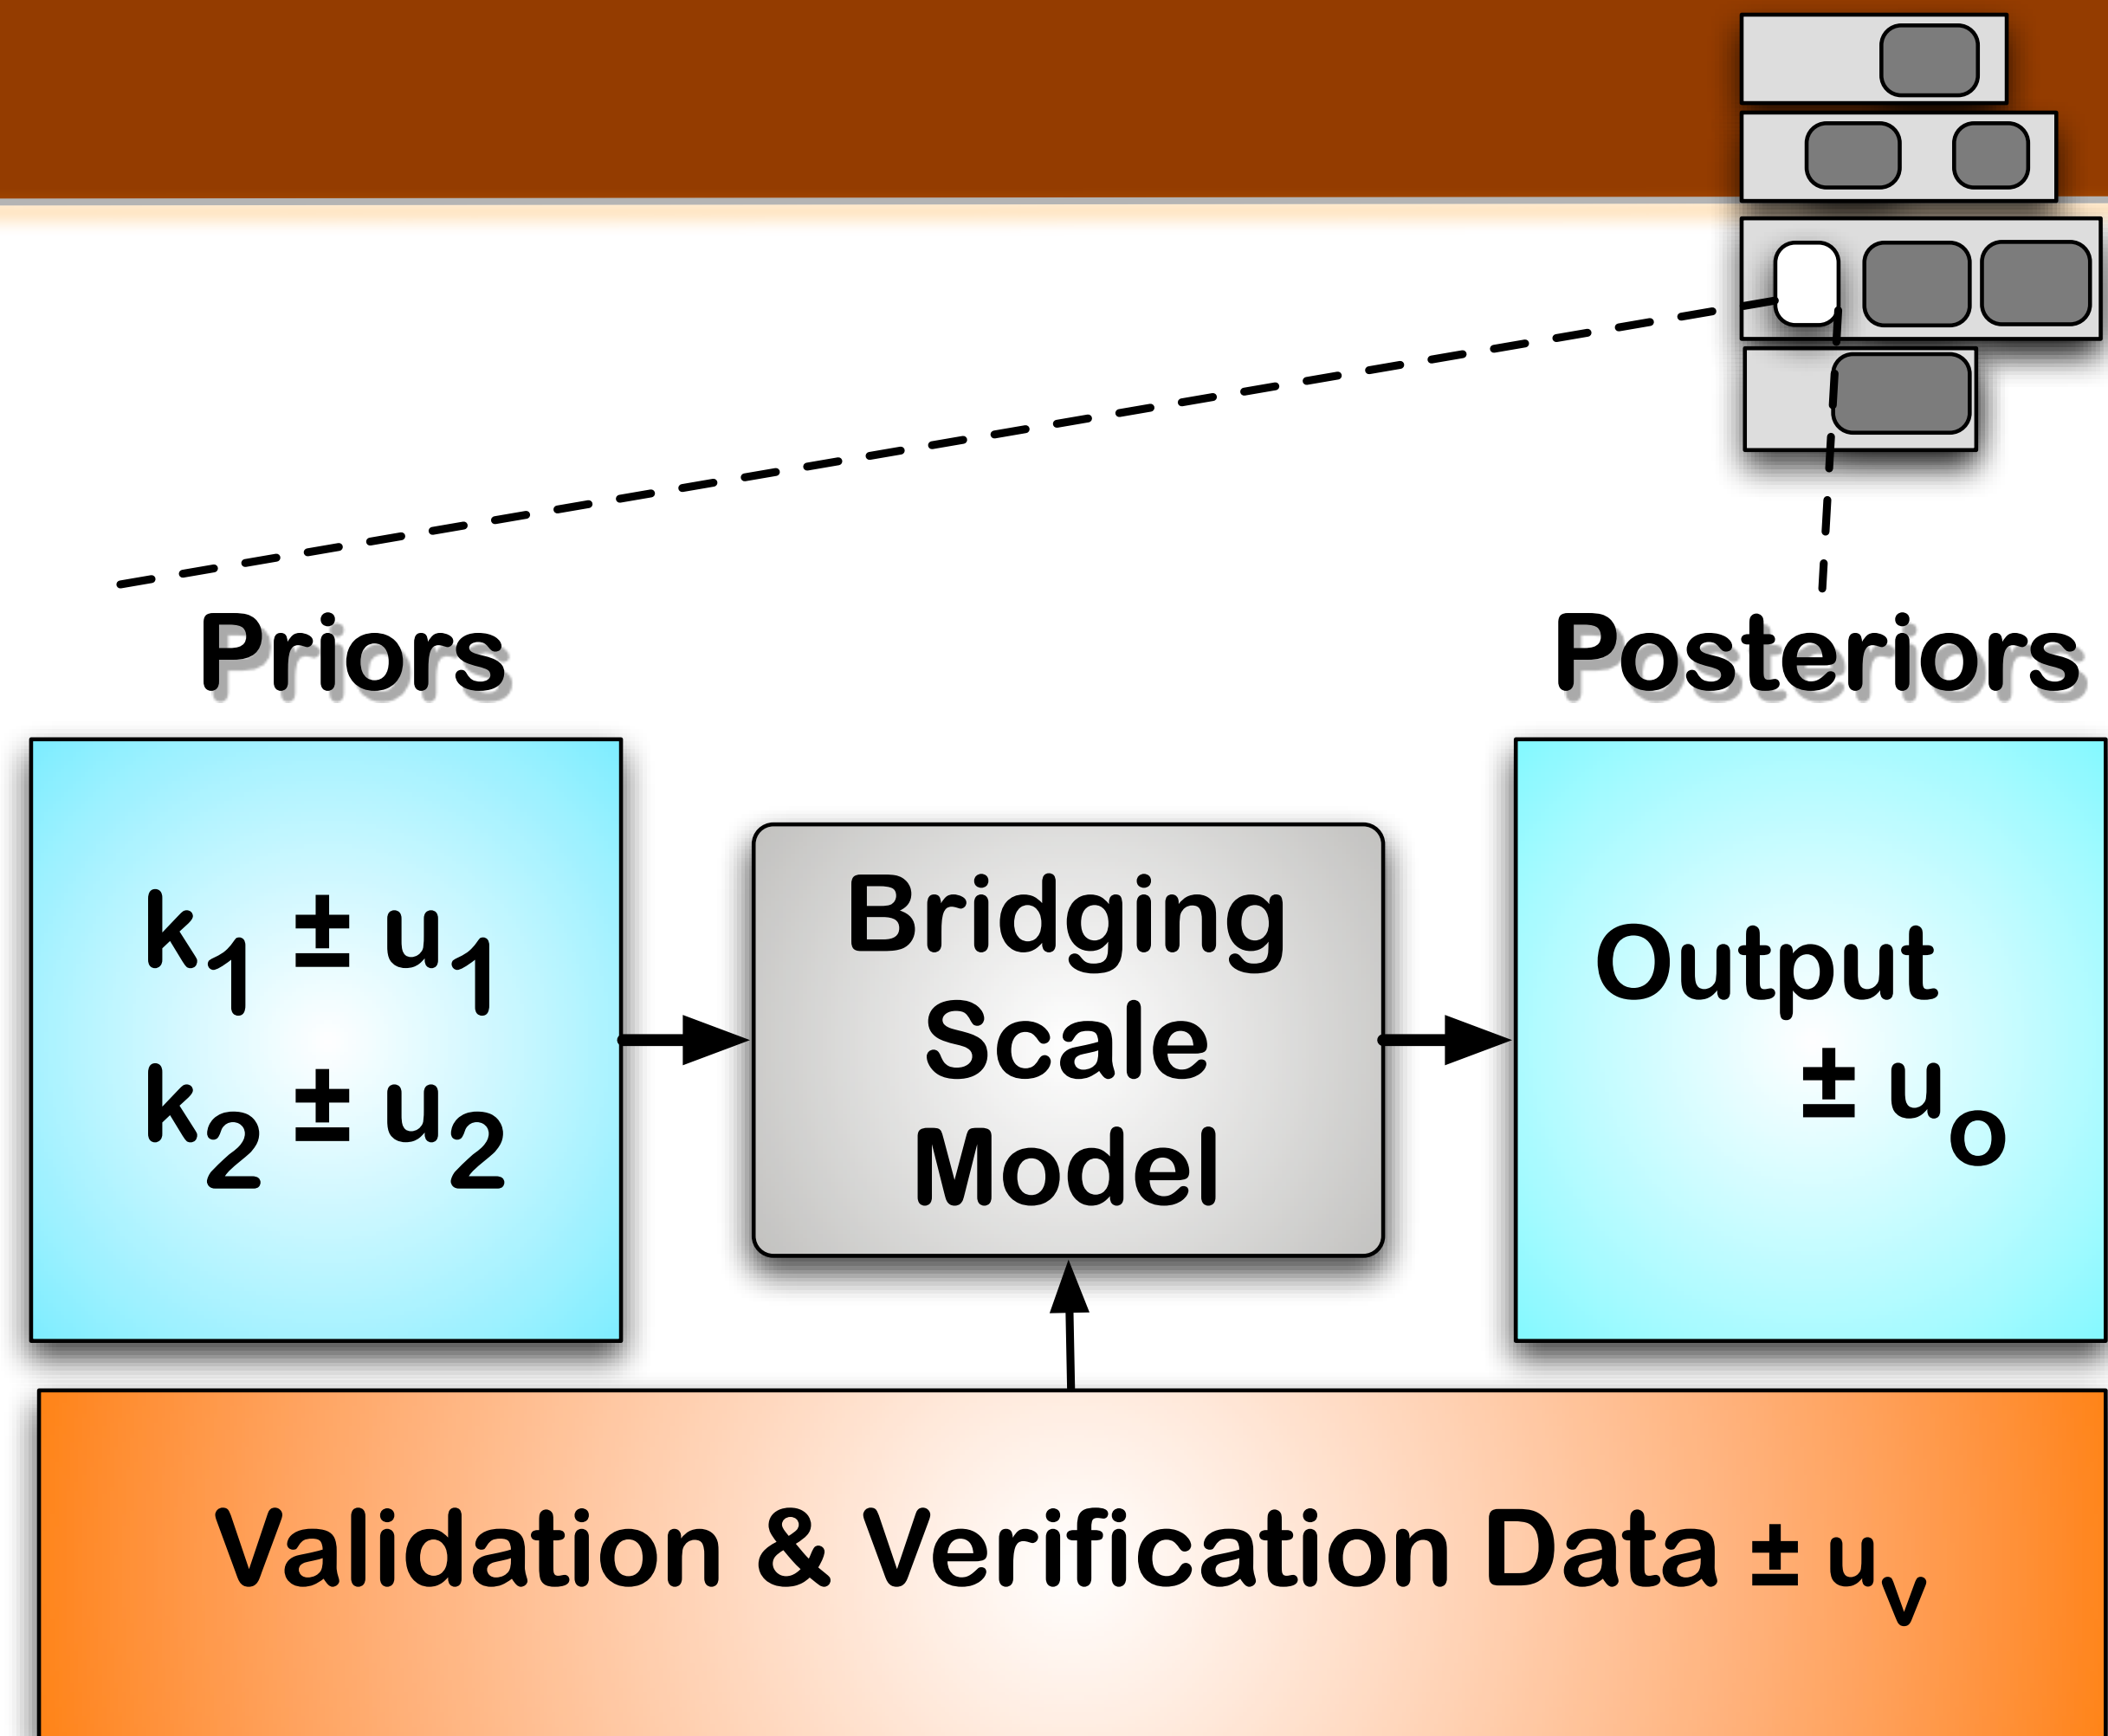 Priors
Posteriors
k₁ ± u₁
k₂ ± u₂
Bridging
Scale
Model
Output
± uₒ
Validation & Verification Data ± uᵥ